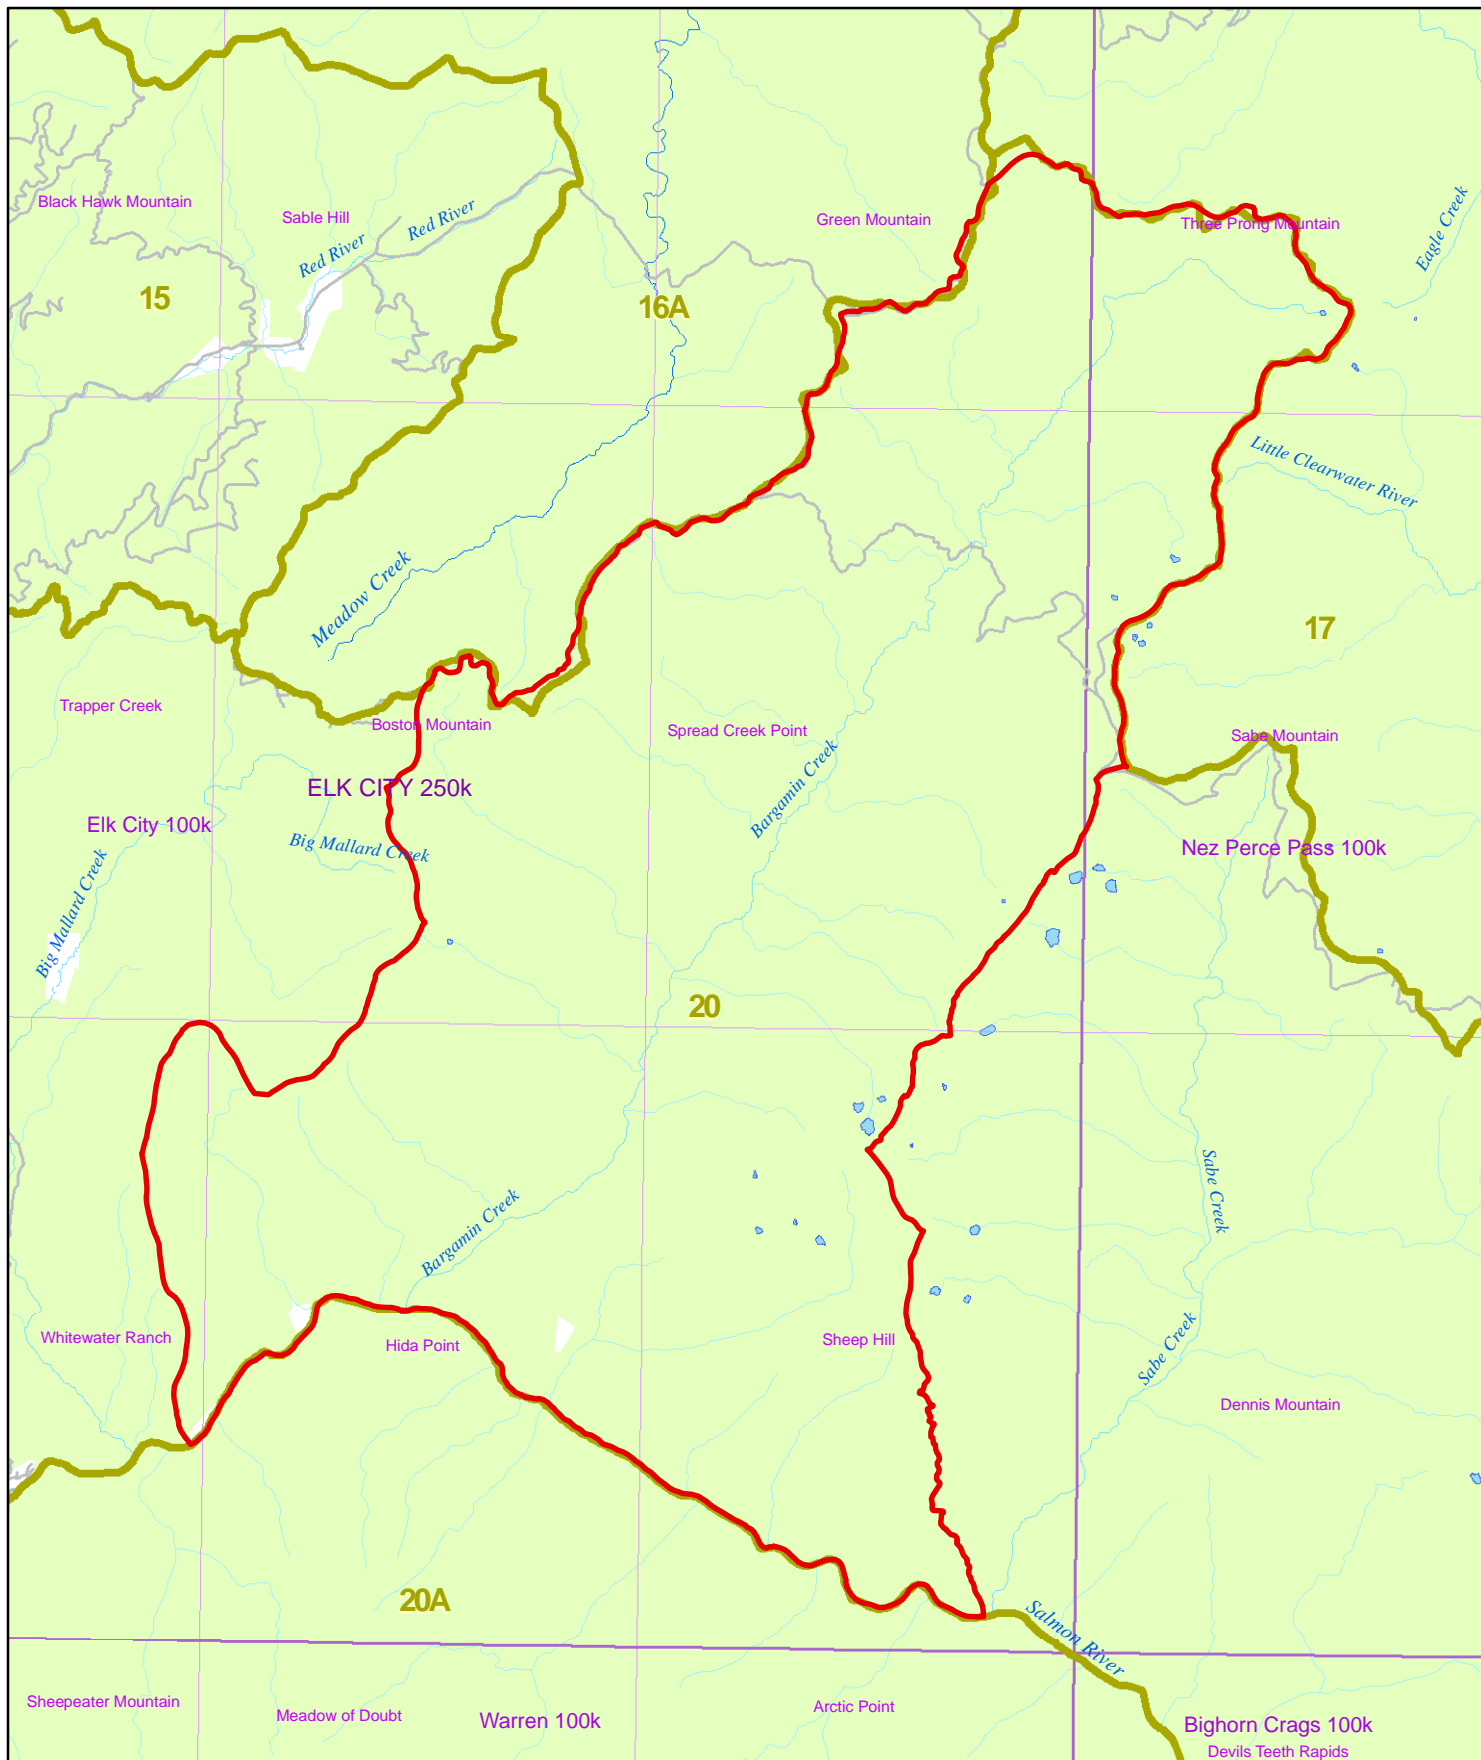 Black Hawk Mountain
Sable Hill
Red River
Red River
Green Mountain
Three Prong Mountain
Eagle Creek
15
16A
Little Clearwater River
Meadow Creek
17
Trapper Creek
Boston Mountain
Spread Creek Point
Sabe Mountain
ELK CITY 250k
Bargamin Creek
Elk City 100k
Big Mallard Creek
Nez Perce Pass 100k
Big Mallard Creek
20
Sabe Creek
Bargamin Creek
Whitewater Ranch
Hida Point
Sheep Hill
Sabe Creek
Dennis Mountain
20A
Salmon River
Sheepeater Mountain
Meadow of Doubt
Warren 100k
Arctic Point
Bighorn Crags 100k
Devils Teeth Rapids